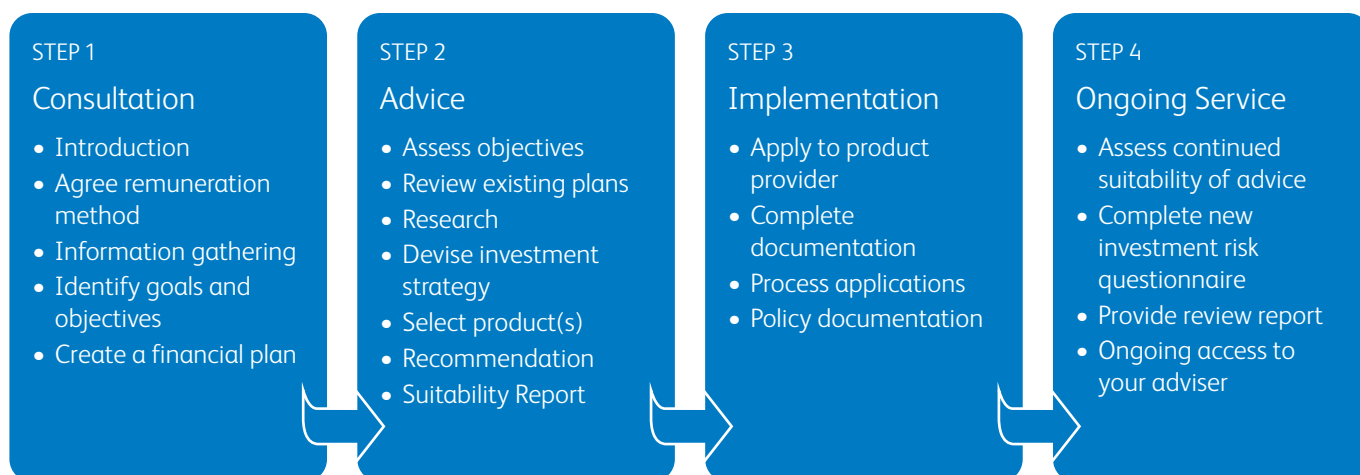 STEP 1
Consultation
• Introduction
• Agree remuneration
method
• Information gathering
• Identify goals and
objectives
• Create a financial plan
STEP 2
Advice
• Assess objectives
• Review existing plans
• Research
• Devise investment
strategy
• Select product(s)
• Recommendation
• Suitability Report
STEP 3
Implementation
• Apply to product
provider
• Complete
documentation
• Process applications
• Policy documentation
STEP 4
Ongoing Service
• Assess continued
suitability of advice
• Complete new
investment risk
questionnaire
• Provide review report
• Ongoing access to
your adviser